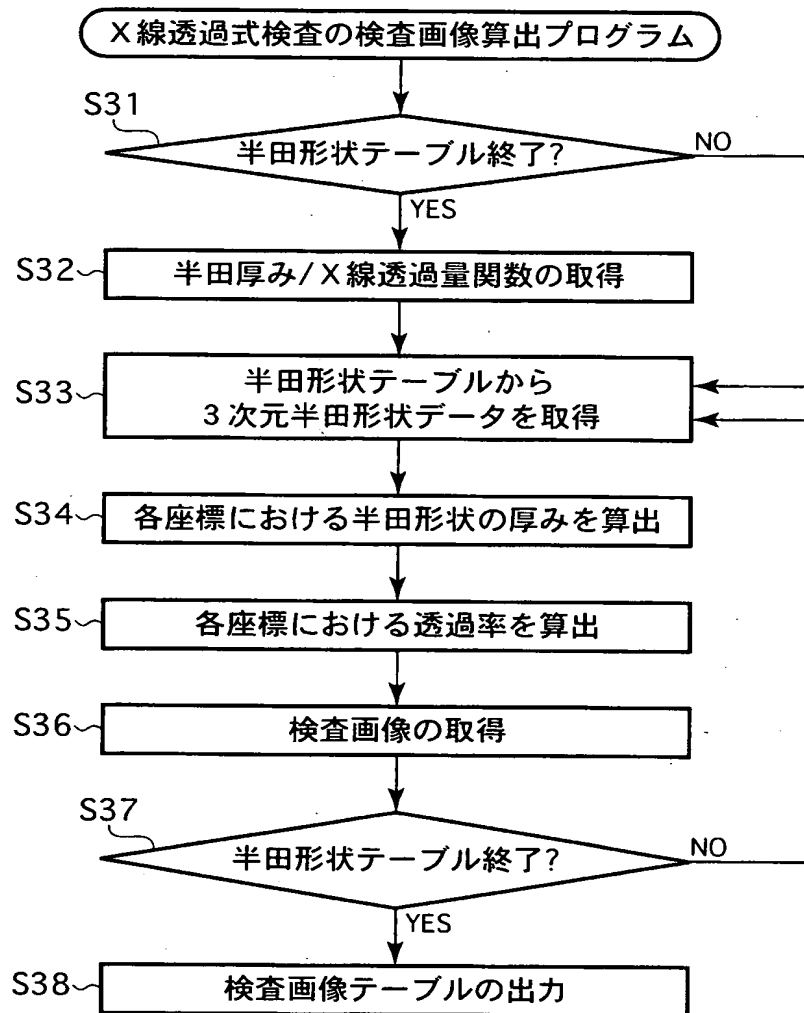 X線透過式検査の検査画像算出プログラム
S31
半田形状テーブル終了?
NO
YES
S32
半田厚み/X線透過量関数の取得
S33
半田形状テーブルから
3次元半田形状データを取得
S34
各座標における半田形状の厚みを算出
S35
各座標における透過率を算出
S36
検査画像の取得
S37
半田形状テーブル終了?
NO
YES
S38
検査画像テーブルの出力